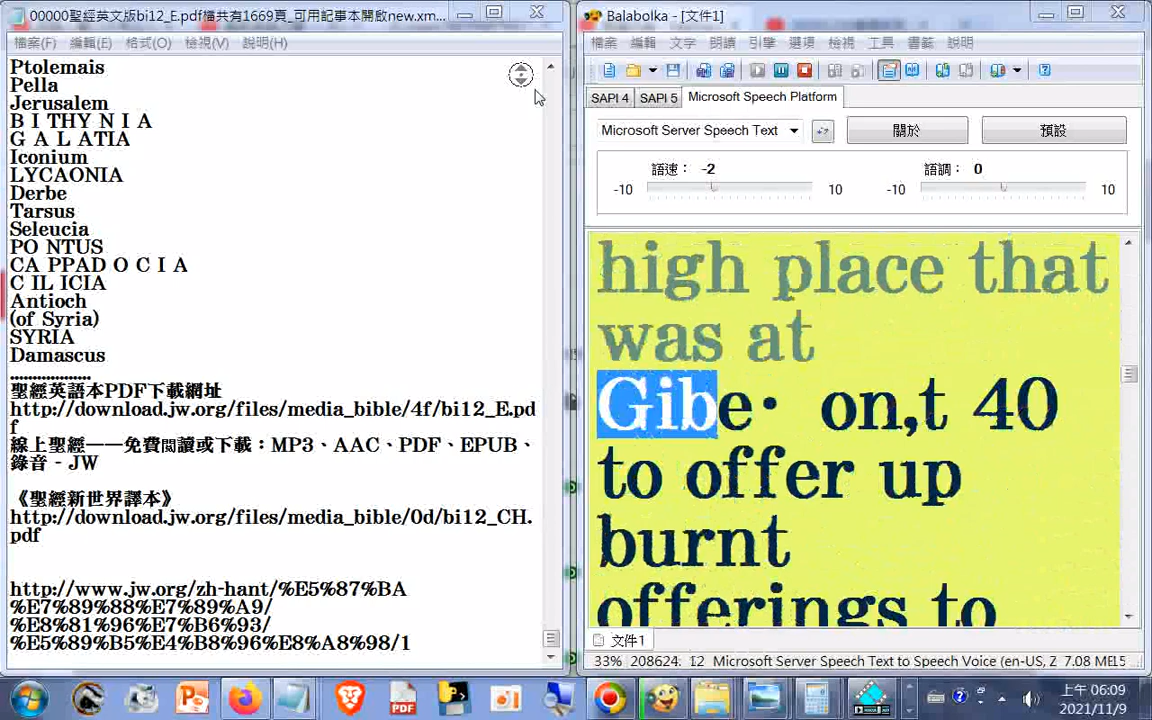 00000聖經英文版bi12_E.pdf檔共有1669頁_可用記事本開啟new.xm...
檔案(F) 編輯(E) 格式(O) 檢視(V) 說明(H)
Ptolemais
Pella
Jerusalem
B I THY N I A
G A L ATIA
Iconium
LYCAONIA
Derbe
Tarsus
Seleucia
PO NTUS
CA PPAD O C I A
C IL ICIA
Antioch
(of Syria)
SYRIA
Damascus
..................
聖經英語本PDF下載網址
http://download.jw.org/files/media_bible/4f/bi12_E.pd
f
線上聖經——免費閱讀或下載：MP3、AAC、PDF、EPUB、
錄音 - JW
《聖經新世界譯本》
http://download.jw.org/files/media_bible/0d/bi12_CH.
pdf
http://www.jw.org/zh-hant/%E5%87%BA
%E7%89%88%E7%89%A9/
%E8%81%96%E7%B6%93/
%E5%89%B5%E4%B8%96%E8%A8%98/1
Balabolka - [文件1]
檔案 編輯 文字 朗讀 引擎 選項 檢視 工具 書籤 說明
SAPI 4 SAPI 5 Microsoft Speech Platform
Microsoft Server Speech Text 關於 預設
語速： -2 語調： 0
-10 10 -10 10
high place that
was at
Gibe· on,t 40
to offer up
burnt
offerings to
文件1
33% 208624: 12 Microsoft Server Speech Text to Speech Voice (en-US, Z 7.08 ME15
PDF
上午 06:09
2021/11/9